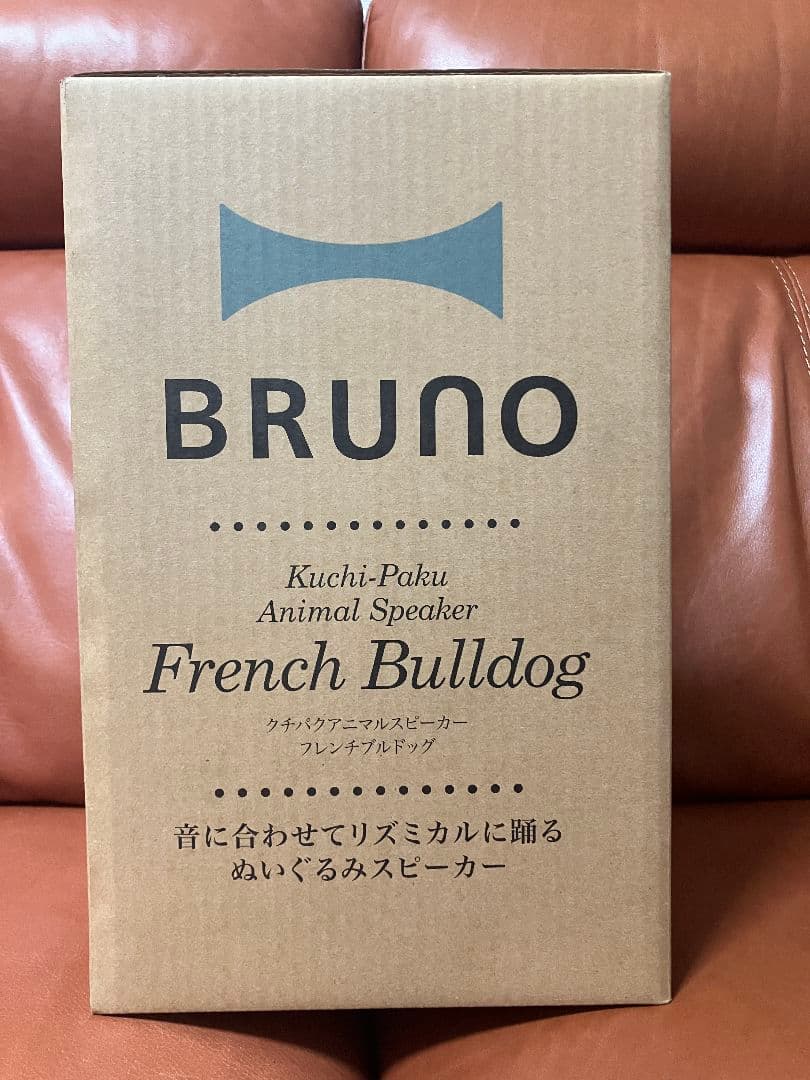 BRUNO
Kuchi-Paku
Animal Speaker
French Bulldog
クチパクアニマルスピーカー
フレンチブルドッグ
音に合わせてリズミカルに踊る
ぬいぐるみスピーカー